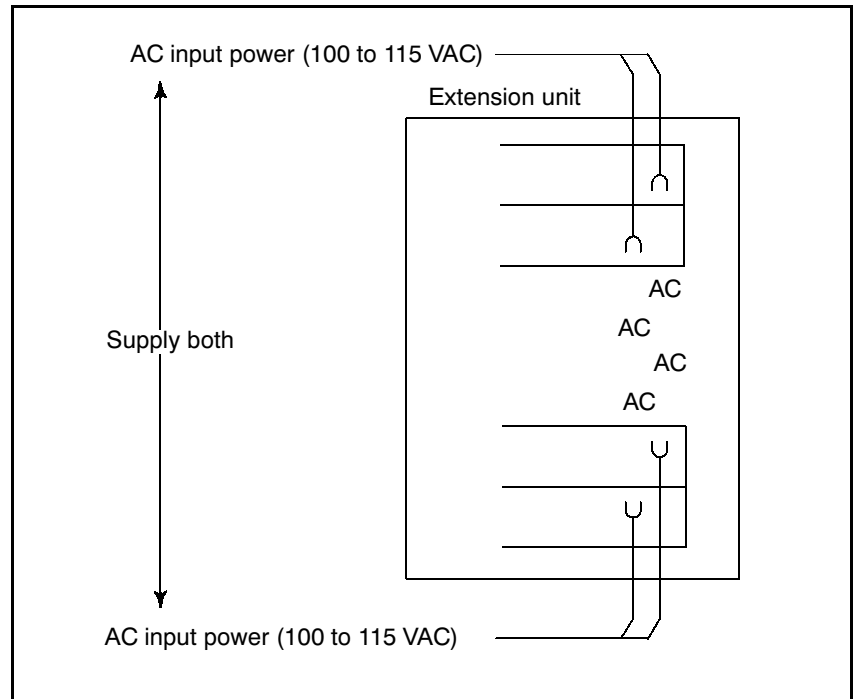 AC input power (100 to 115 VAC)
Extension unit
AC
Supply both
AC
AC
AC
AC input power (100 to 115 VAC)